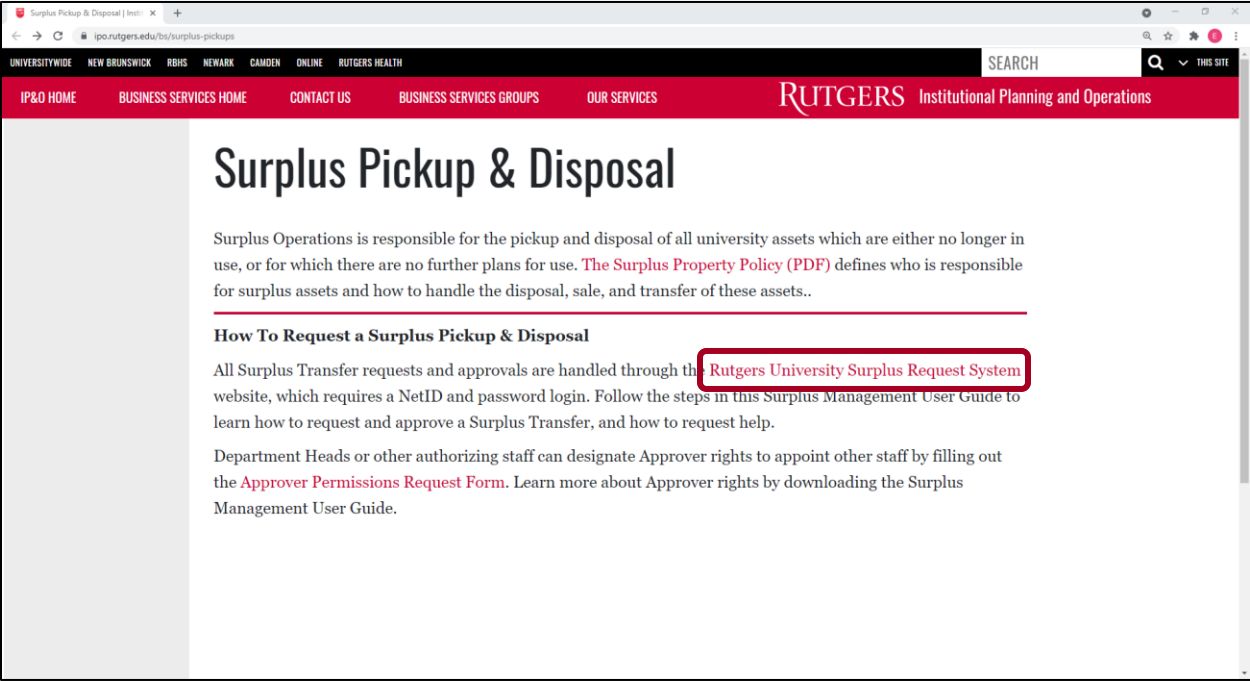 Surplus Pickup & Disposal | Insti
ipo.rutgers.edu/bs/surplus-pickups
E
UNIVERSITYWIDE NEW BRUNSWICK RBHS NEWARK CAMDEN ONLINE RUTGERS HEALTH SEARCH THIS SITE
IP&O HOME BUSINESS SERVICES HOME CONTACT US BUSINESS SERVICES GROUPS OUR SERVICES RUTGERS Institutional Planning and Operations
Surplus Pickup & Disposal
Surplus Operations is responsible for the pickup and disposal of all university assets which are either no longer in
use, or for which there are no further plans for use. The Surplus Property Policy (PDF) defines who is responsible
for surplus assets and how to handle the disposal, sale, and transfer of these assets..
How To Request a Surplus Pickup & Disposal
All Surplus Transfer requests and approvals are handled through the Rutgers University Surplus Request System
website, which requires a NetID and password login. Follow the steps in this Surplus Management User Guide to
learn how to request and approve a Surplus Transfer, and how to request help.
Department Heads or other authorizing staff can designate Approver rights to appoint other staff by filling out
the Approver Permissions Request Form. Learn more about Approver rights by downloading the Surplus
Management User Guide.